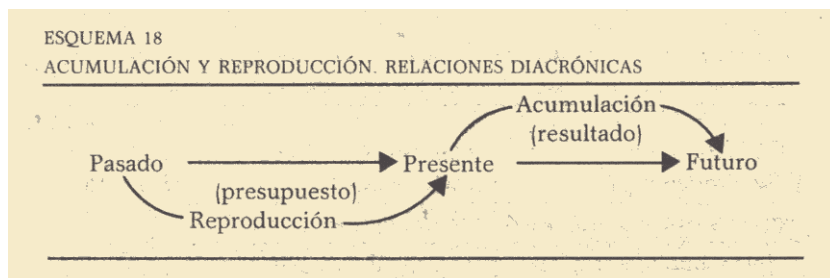 ESQUEMA 18
ACUMULACIÓN Y REPRODUCCIÓN. RELACIONES DIACRÓNICAS
Acumulación
(resultado)
Pasado Presente Futuro
(presupuesto)
Reproducción